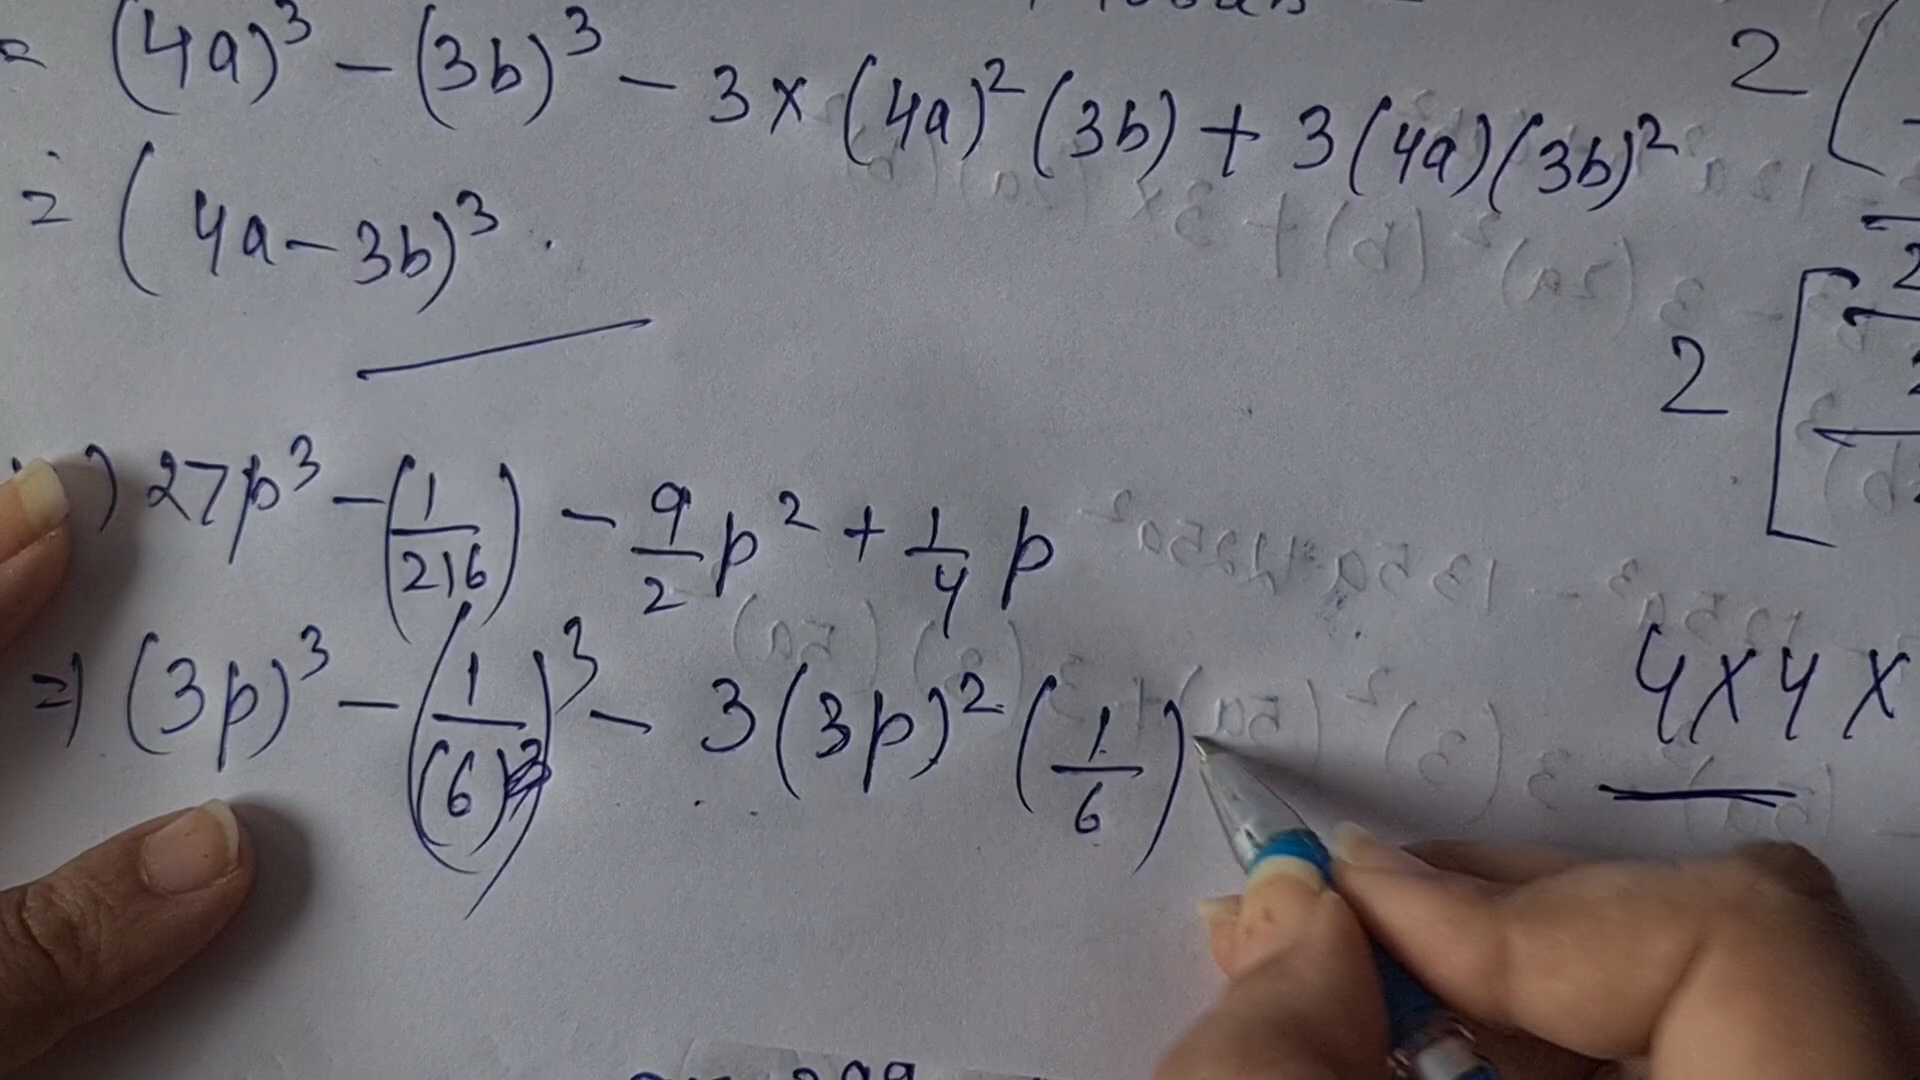 = (4a)³ - (3b)³ - 3 × (4a)² (3b) + 3 (4a)(3b)²
= (4a - 3b)³.
) 27p³ - (1/216) - 9/2 p² + 1/4 p
⇒ (3p)³ - (1/(6))³ - 3 (3p)² (1/6)
2 (
2 [
4 × 4 ×